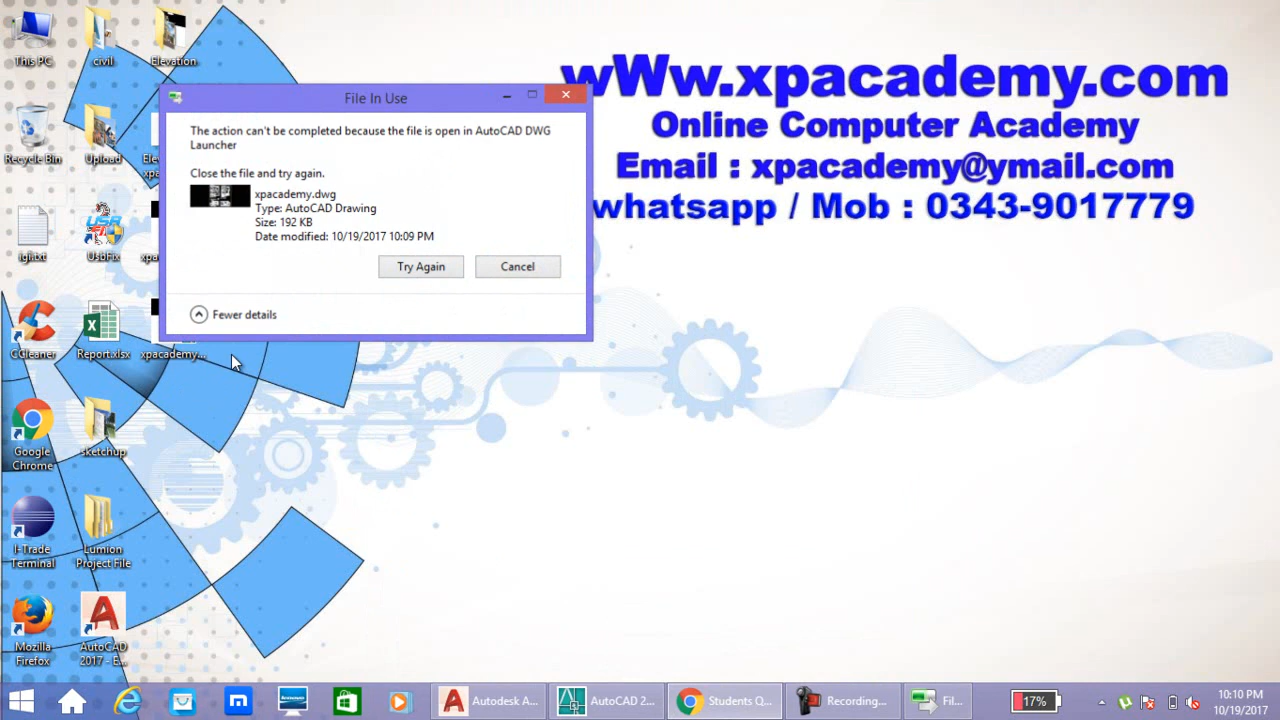 This PC
civil
Elevation
wWw.xpacademy.com
Online Computer Academy
Email : xpacademy@ymail.com
whatsapp / Mob : 0343-9017779
File In Use
The action can't be completed because the file is open in AutoCAD DWG
Launcher
Close the file and try again.
xpacademy.dwg
Type: AutoCAD Drawing
Size: 192 KB
Date modified: 10/19/2017 10:09 PM
Try Again
Cancel
Fewer details
Recycle Bin
Upload
Ele
xpa
igi.txt
UsbFix
xpa
CCleaner
Report.xlsx
xpacademy...
Google
Chrome
sketchup
I-Trade
Terminal
Lumion
Project File
Mozilla
Firefox
AutoCAD
2017 - E...
Autodesk A...
AutoCAD 2...
Students Q...
Recording...
Fil...
17%
10:10 PM
10/19/2017